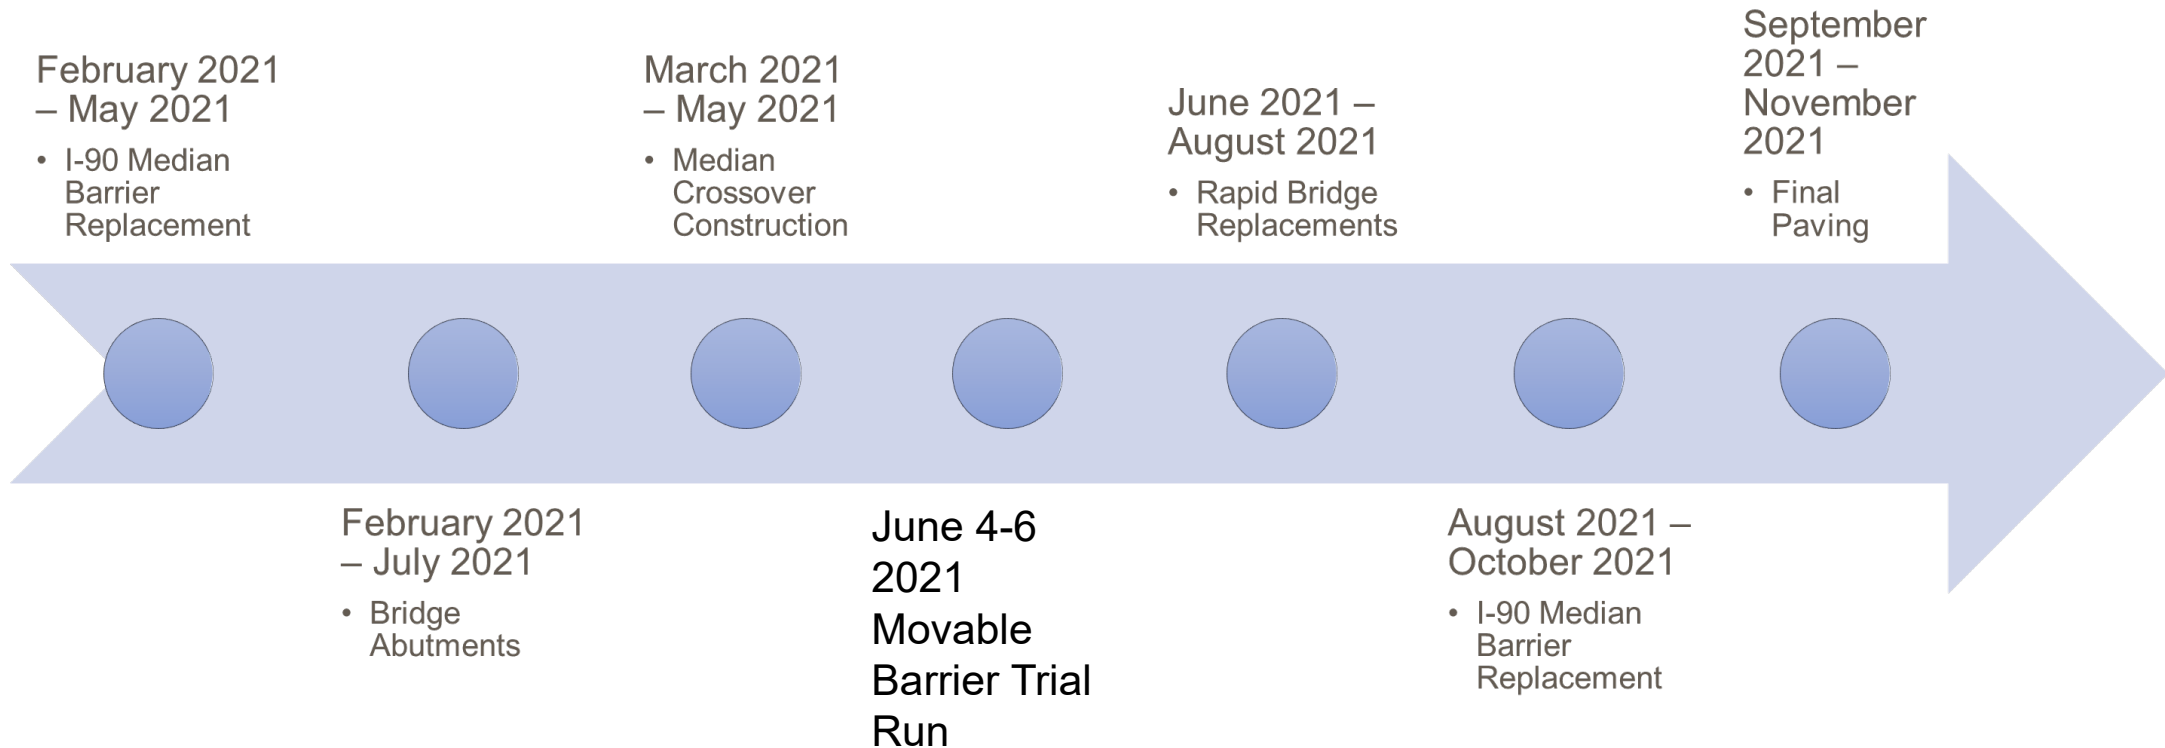 February 2021
– May 2021
• I-90 Median
Barrier
Replacement
February 2021
– July 2021
• Bridge
Abutments
March 2021
– May 2021
• Median
Crossover
Construction
June 4-6
2021
Movable
Barrier Trial
Run
June 2021 –
August 2021
• Rapid Bridge
Replacements
August 2021 –
October 2021
• I-90 Median
Barrier
Replacement
September
2021 –
November
2021
• Final
Paving